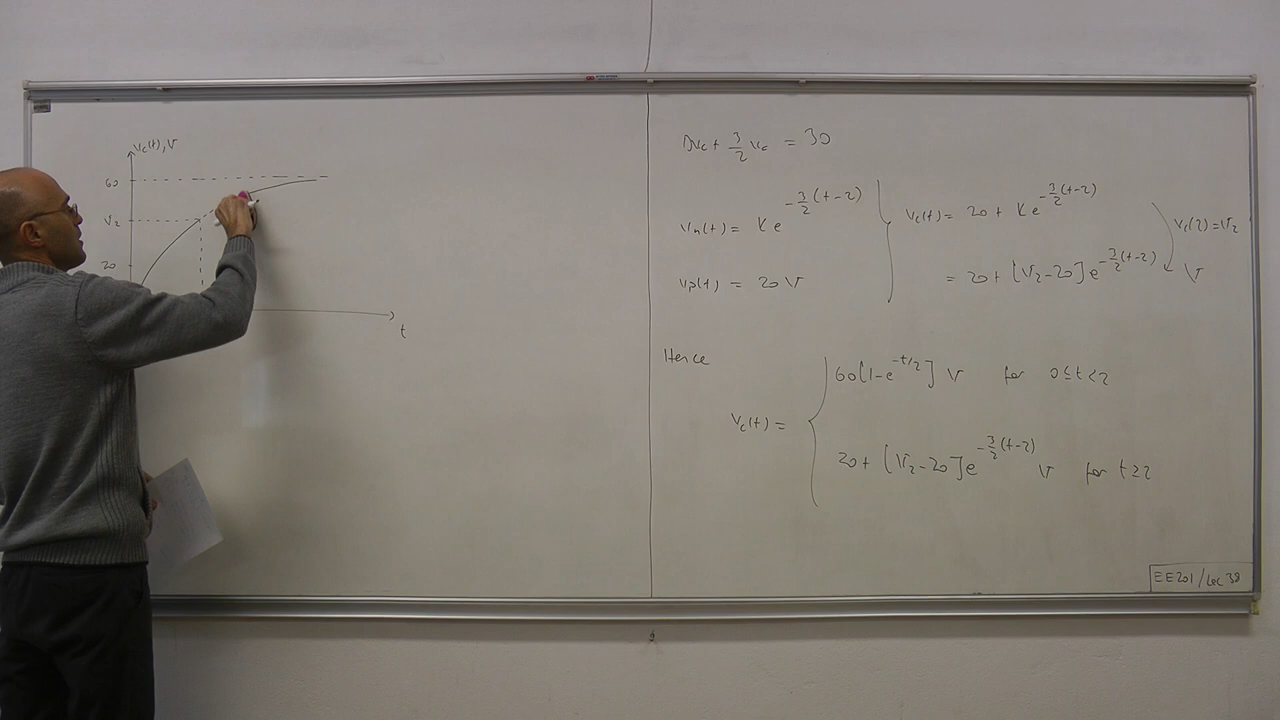 Vc(t), V
60
V2
20
t
DVc + 3/2 Vc = 30
Vh(t) = K e^{-3/2(t-2)}
Vp(t) = 20 V
Vc(t) = 20 + K e^{-3/2(t-2)}
= 20 + [V2-20] e^{-3/2(t-2)} V
Vc(2) = V2
Hence
Vc(t) =
60[1-e^{-t/2}] V for 0≤t<2
20 + [V2-20] e^{-3/2(t-2)} V for t≥2
EE201/Lec 38